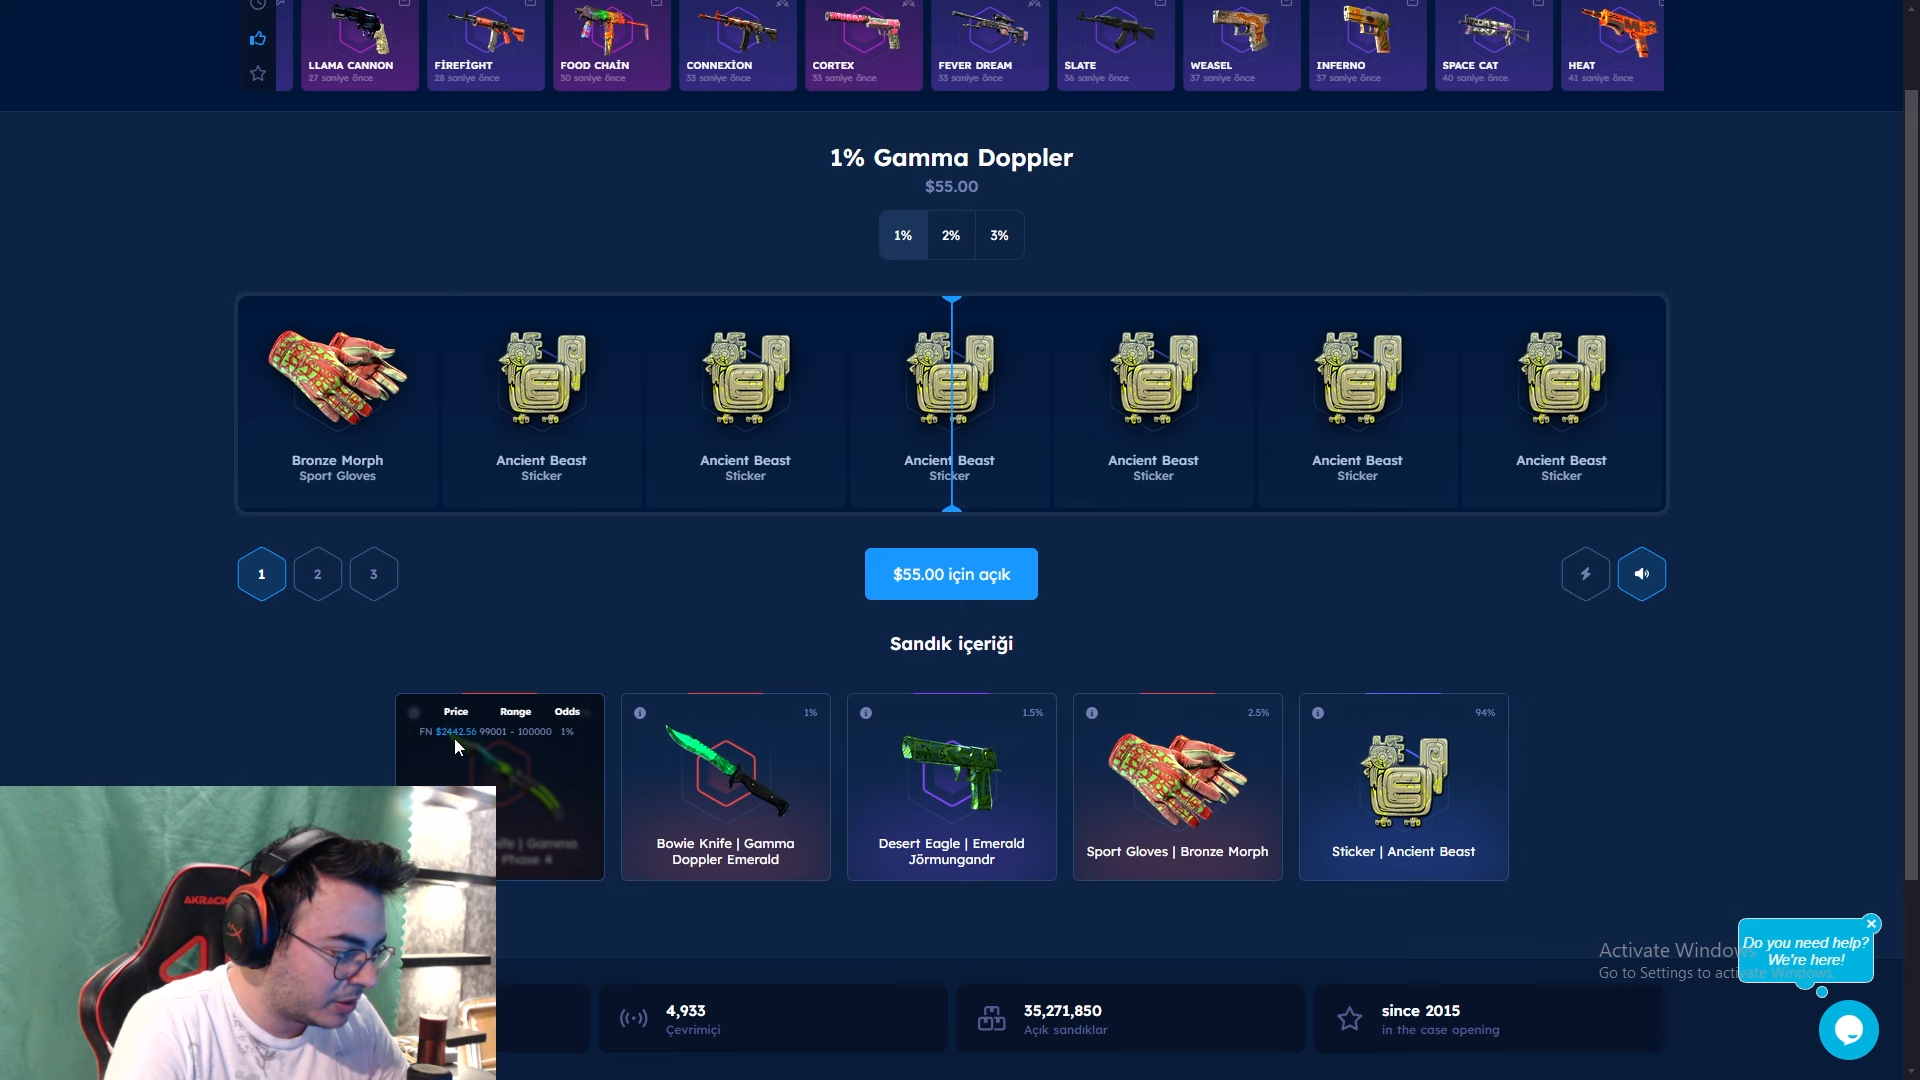 LLAMA CANNON
27 saniye önce
FİREFİGHT
28 saniye önce
FOOD CHAİN
30 saniye önce
CONNEXİON
33 saniye önce
CORTEX
33 saniye önce
FEVER DREAM
33 saniye önce
SLATE
36 saniye önce
WEASEL
37 saniye önce
INFERNO
37 saniye önce
SPACE CAT
40 saniye önce
HEAT
41 saniye önce
1% Gamma Doppler
$55.00
1% 2% 3%
Bronze Morph
Sport Gloves
Ancient Beast
Sticker
Ancient Beast
Sticker
Ancient Beast
Sticker
Ancient Beast
Sticker
Ancient Beast
Sticker
Ancient Beast
Sticker
1 2 3
$55.00 için açık
Sandık içeriği
Price Range Odds
FN $2442.56 99001 - 100000 1%
Gamma
Phase 4
1%
Bowie Knife | Gamma
Doppler Emerald
1.5%
Desert Eagle | Emerald
Jörmungandr
2.5%
Sport Gloves | Bronze Morph
94%
Sticker | Ancient Beast
AKRACIN
Activate Windows
Go to Settings to activate Windows.
Do you need help?
We're here!
4,933
Çevrimiçi
35,271,850
Açık sandıklar
since 2015
in the case opening